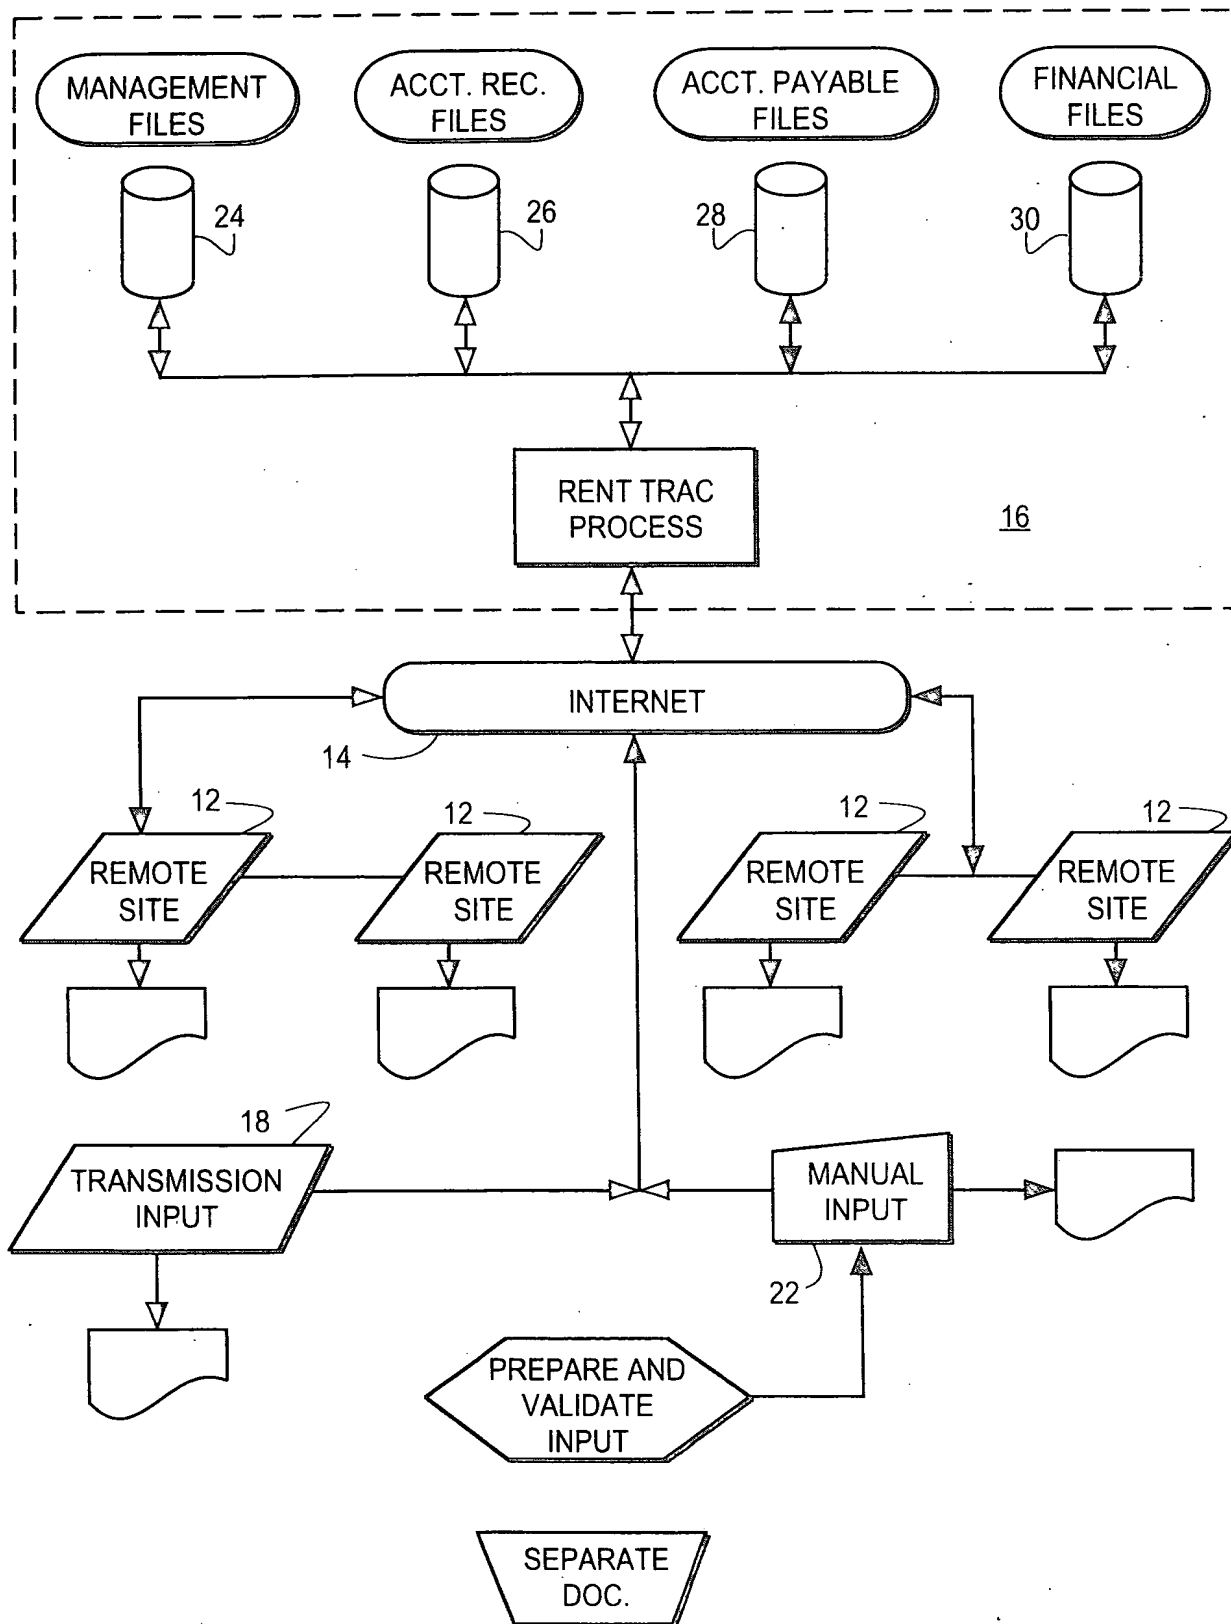 MANAGEMENT
FILES
ACCT. REC.
FILES
ACCT. PAYABLE
FILES
FINANCIAL
FILES
24
26
28
30
RENT TRAC
PROCESS
16
INTERNET
14
12
12
12
12
REMOTE
SITE
REMOTE
SITE
REMOTE
SITE
REMOTE
SITE
18
TRANSMISSION
INPUT
MANUAL
INPUT
22
PREPARE AND
VALIDATE
INPUT
SEPARATE
DOC.